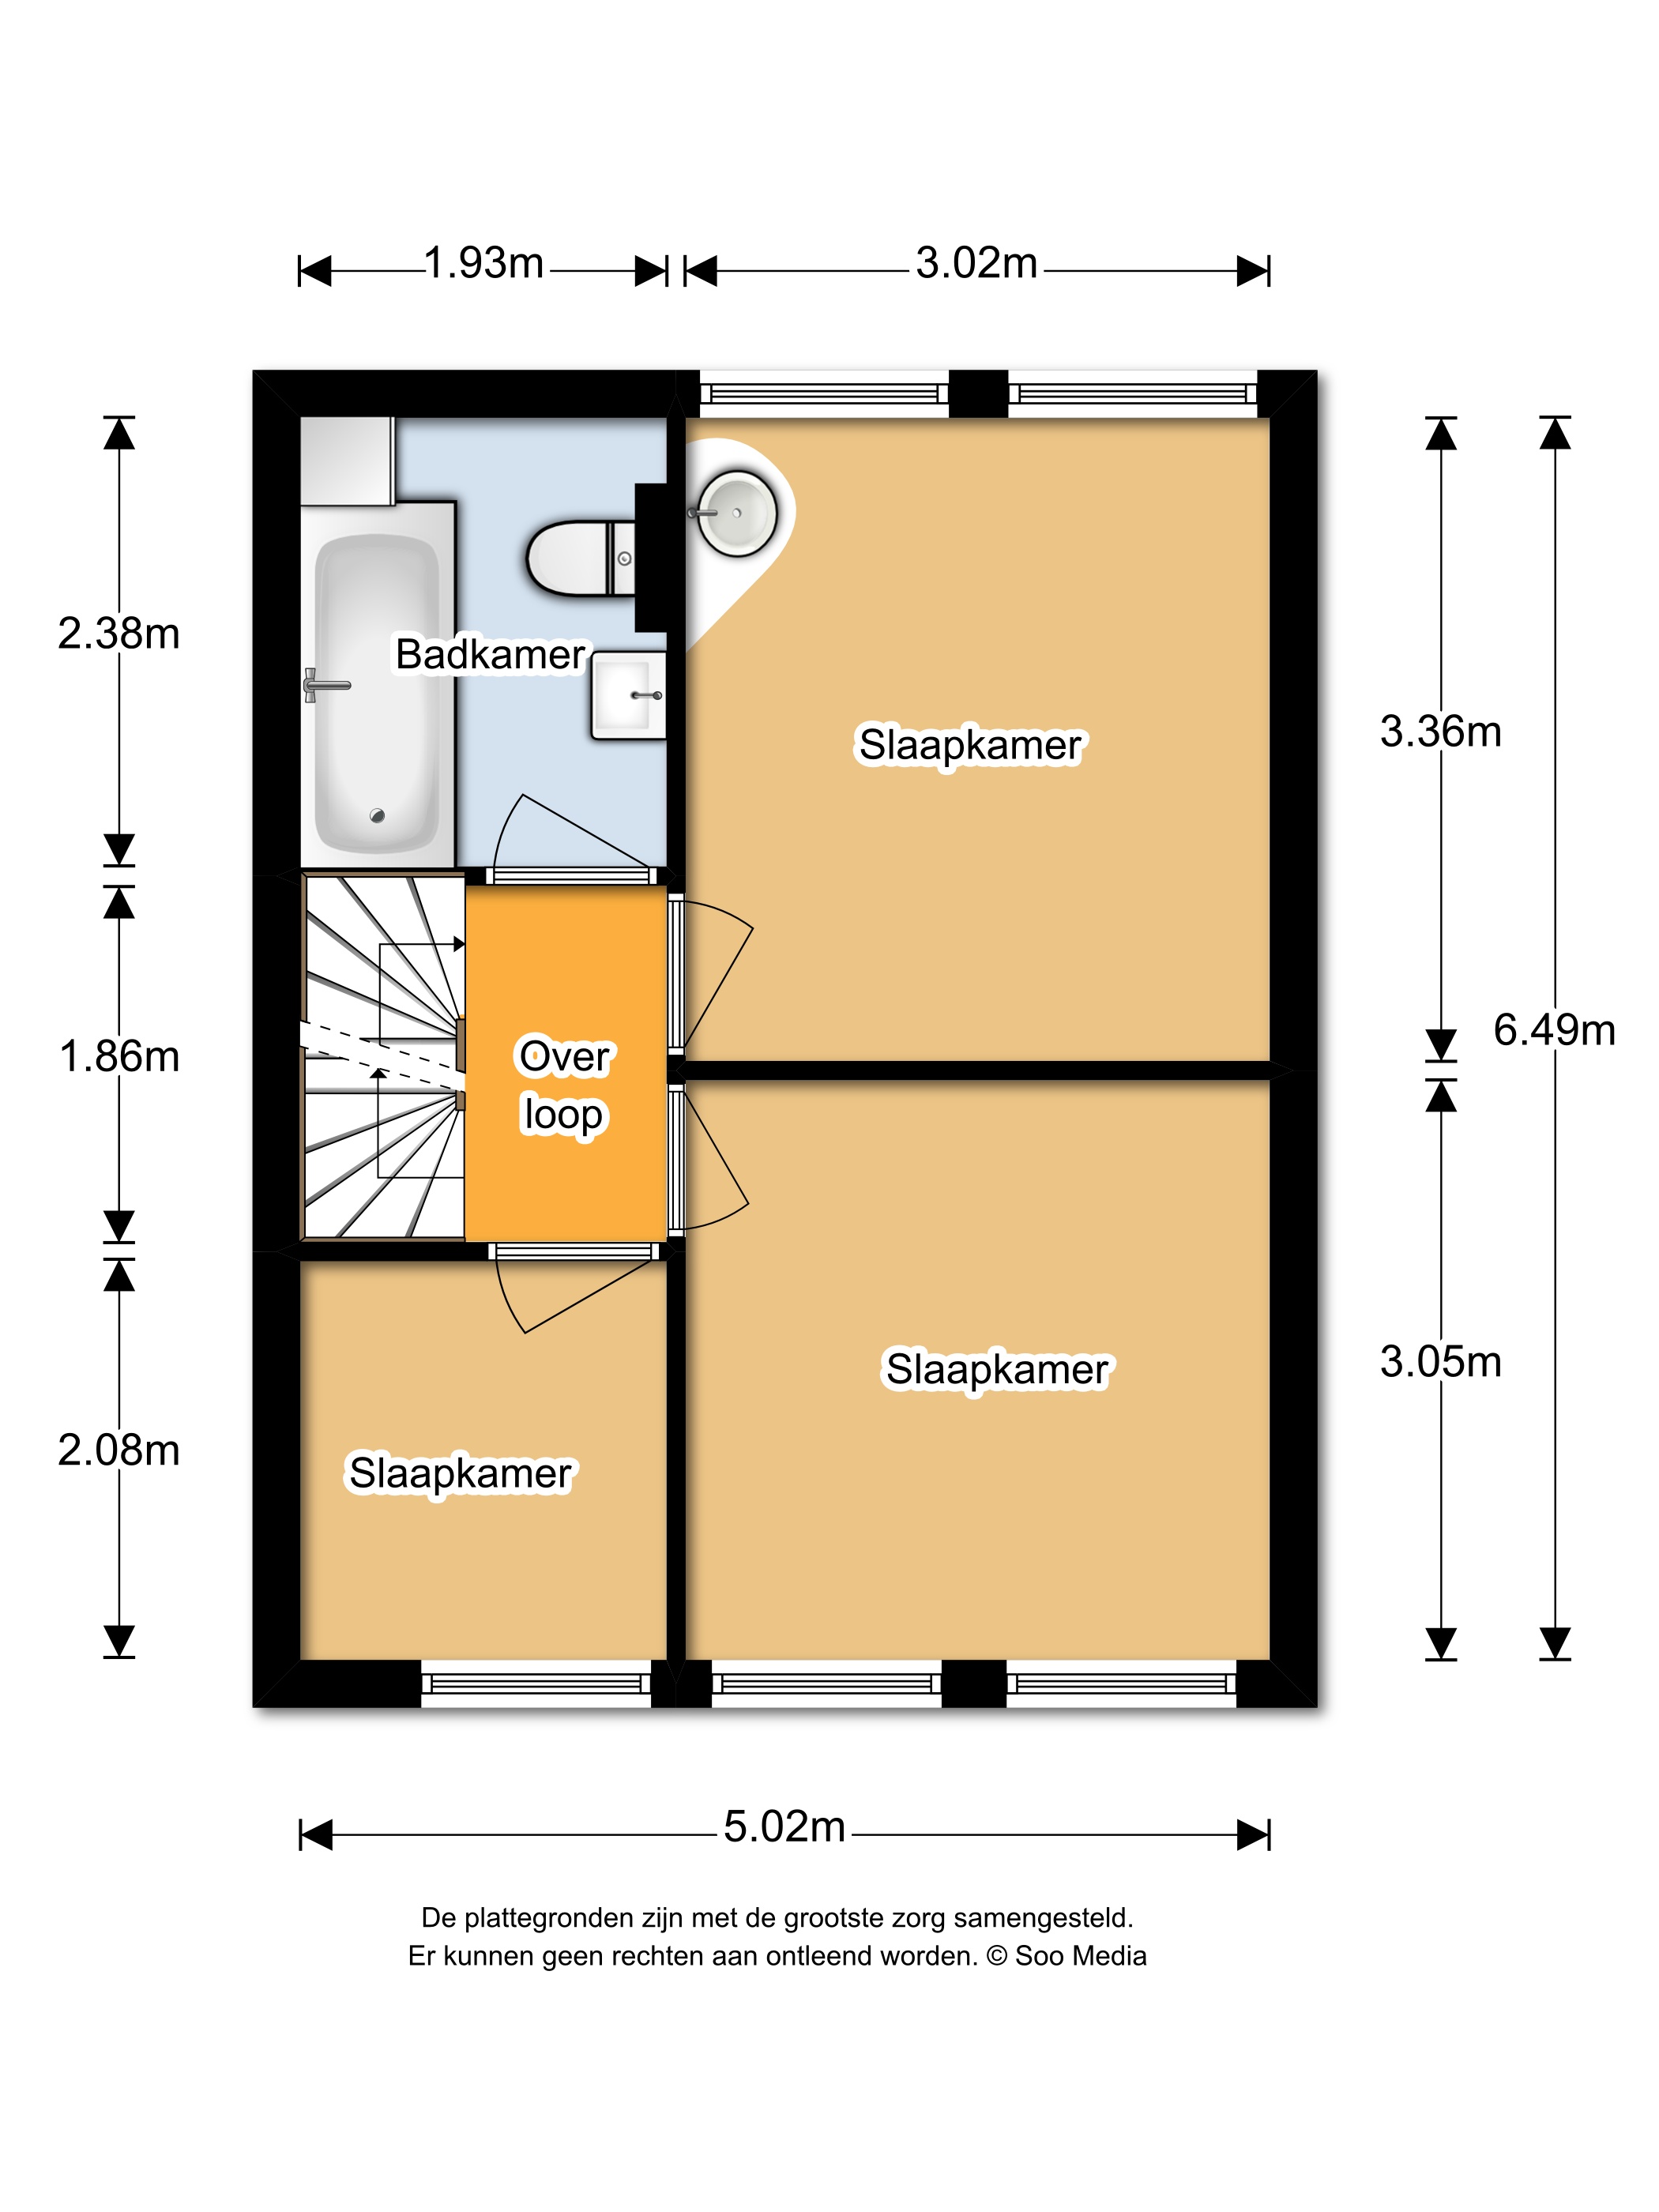 1.93m
3.02m
2.38m
Badkamer
Slaapkamer
3.36m
6.49m
1.86m
Over
loop
3.05m
Slaapkamer
2.08m
Slaapkamer
5.02m
De plattegronden zijn met de grootste zorg samengesteld.
Er kunnen geen rechten aan ontleend worden. © Soo Media